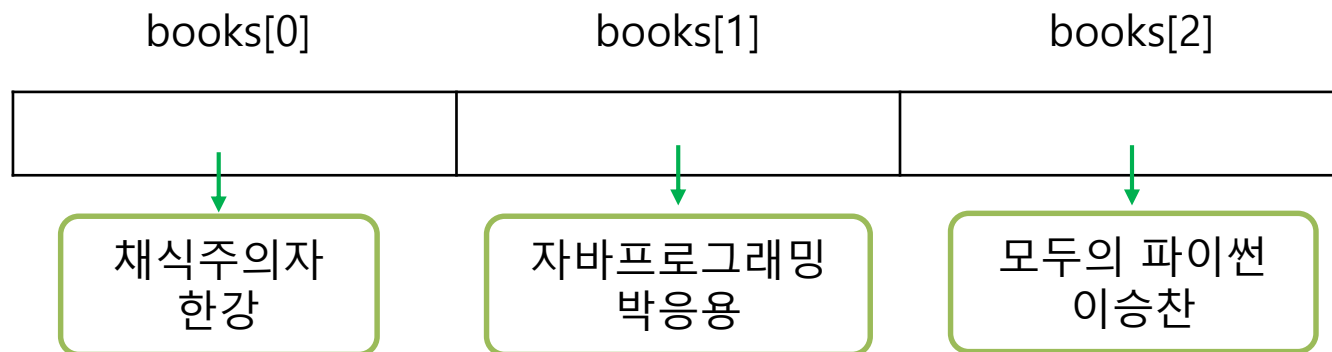 books[0] books[1] books[2]
채식주의자
한강
자바프로그래밍
박응용
모두의 파이썬
이승찬